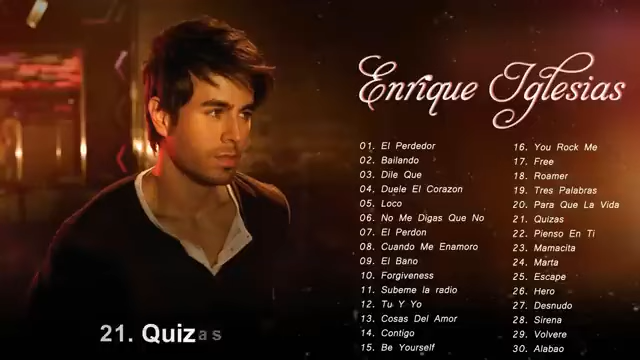 Enrique Iglesias
01. El Perdedor
02. Bailando
03. Dile Que
04. Duele El Corazon
05. Loco
06. No Me Digas Que No
07. El Perdon
08. Cuando Me Enamoro
09. El Bano
10. Forgiveness
11. Subeme la radio
12. Tu Y Yo
13. Cosas Del Amor
14. Contigo
15. Be Yourself
16. You Rock Me
17. Free
18. Roamer
19. Tres Palabras
20. Para Que La Vida
21. Quizas
22. Pienso En Ti
23. Mamacita
24. Marta
25. Escape
26. Hero
27. Desnudo
28. Sirena
29. Volvere
30. Alabao
21. Quizas